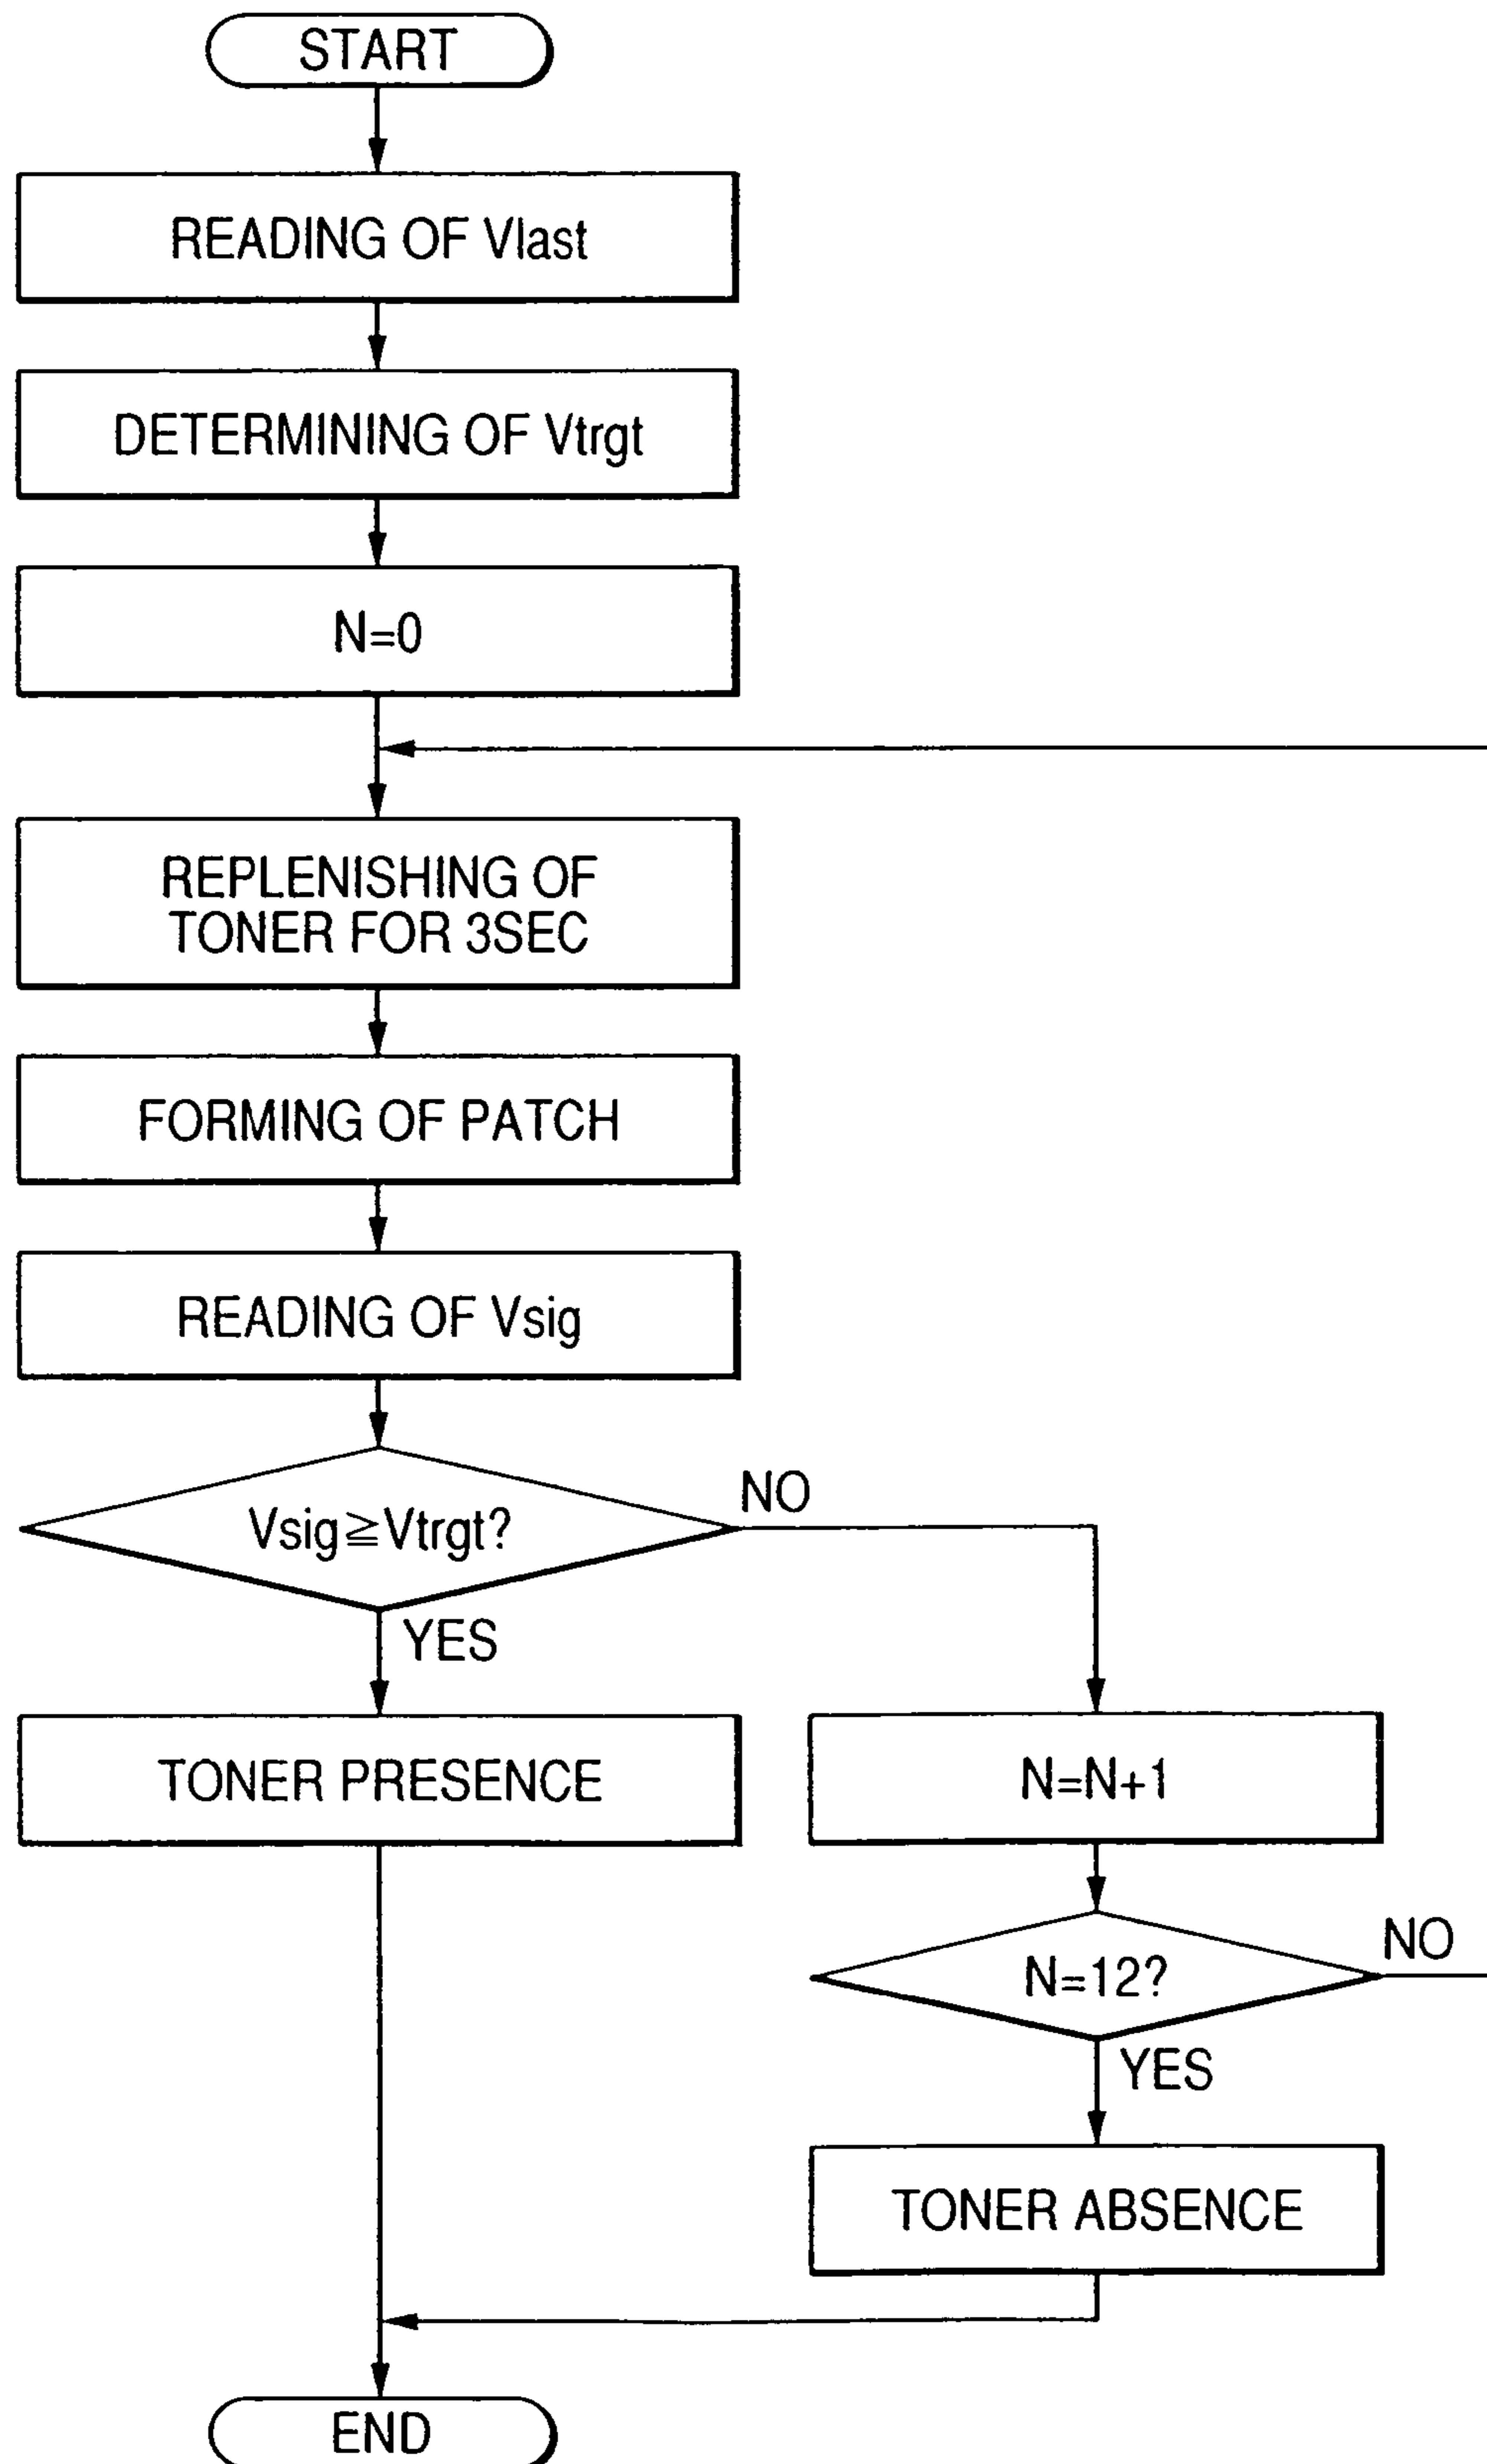 START
READING OF Vlast
DETERMINING OF Vtrgt
N=0
REPLENISHING OF
TONER FOR 3SEC
FORMING OF PATCH
READING OF Vsig
Vsig≧Vtrgt?
NO
YES
TONER PRESENCE
N=N+1
N=12?
NO
YES
TONER ABSENCE
END